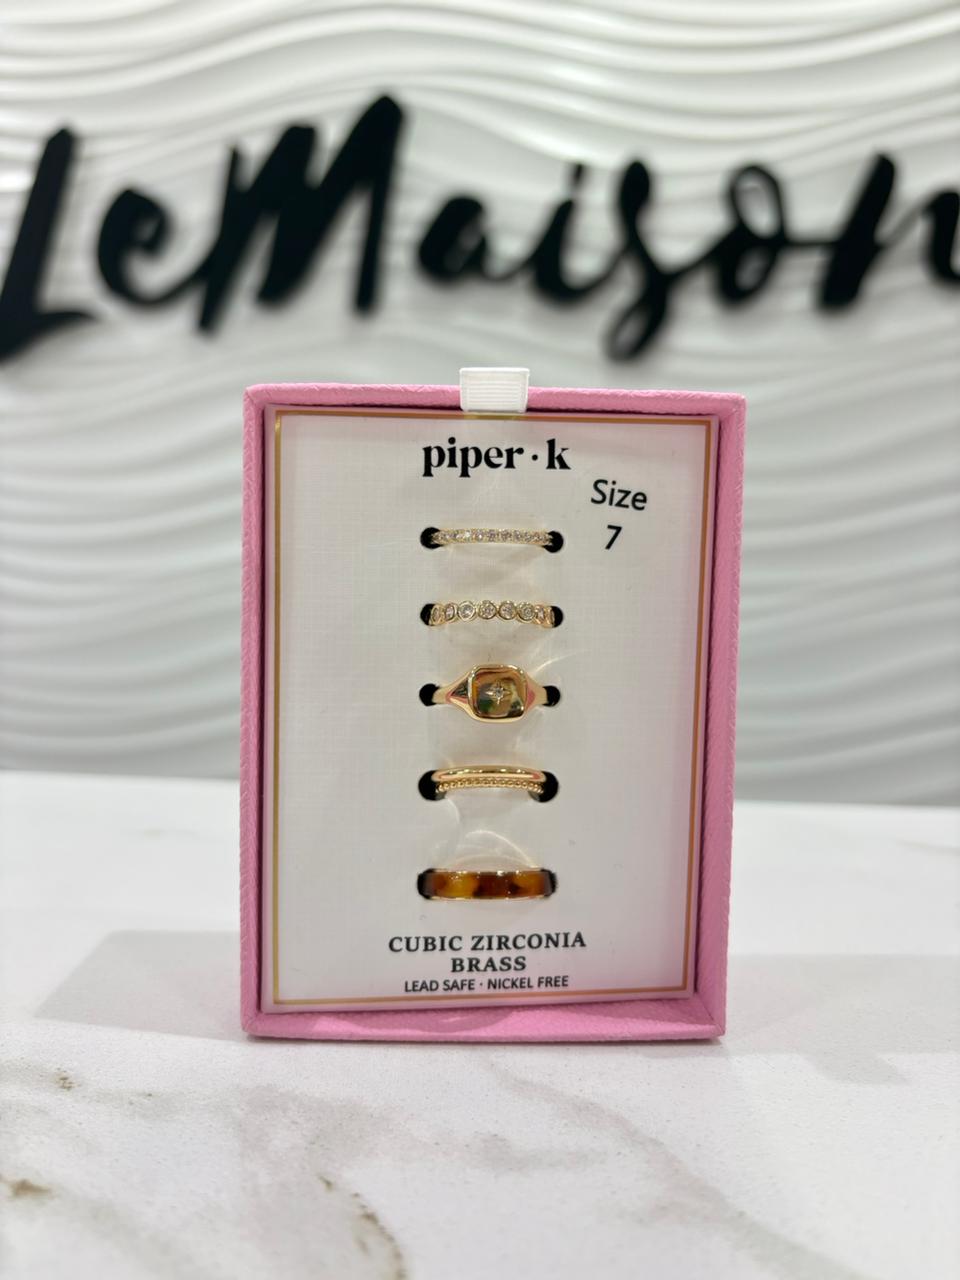 LeMaison
piper · k
Size
7
CUBIC ZIRCONIA
BRASS
LEAD SAFE · NICKEL FREE